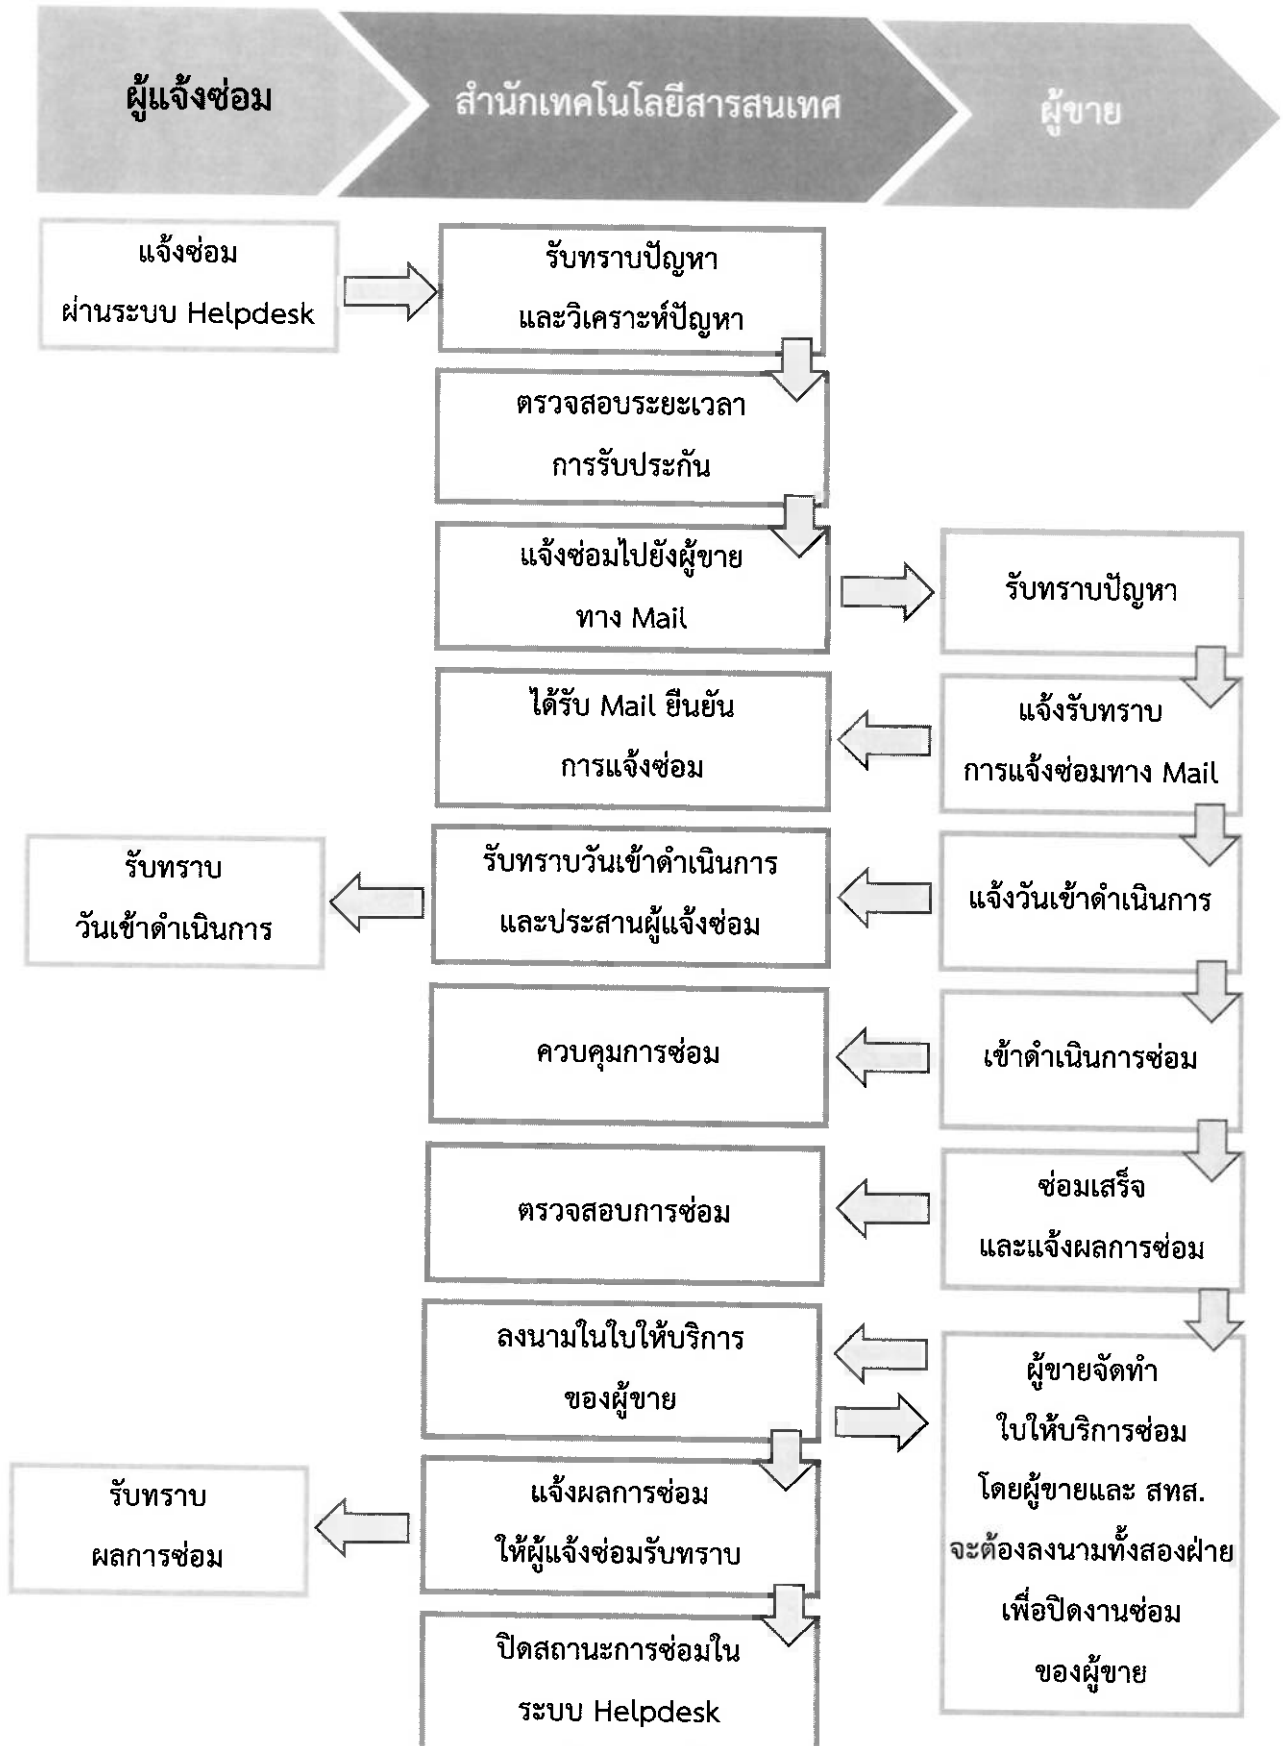 ผู้แจ้งซ่อม
สำนักเทคโนโลยีสารสนเทศ
ผู้ขาย
แจ้งซ่อม
ผ่านระบบ Helpdesk
รับทราบปัญหา
และวิเคราะห์ปัญหา
ตรวจสอบระยะเวลา
การรับประกัน
แจ้งซ่อมไปยังผู้ขาย
ทาง Mail
รับทราบปัญหา
ได้รับ Mail ยืนยัน
การแจ้งซ่อม
แจ้งรับทราบ
การแจ้งซ่อมทาง Mail
รับทราบ
วันเข้าดำเนินการ
รับทราบวันเข้าดำเนินการ
และประสานผู้แจ้งซ่อม
แจ้งวันเข้าดำเนินการ
ควบคุมการซ่อม
เข้าดำเนินการซ่อม
ตรวจสอบการซ่อม
ซ่อมเสร็จ
และแจ้งผลการซ่อม
ลงนามในใบให้บริการ
ของผู้ขาย
ผู้ขายจัดทำ
ใบให้บริการซ่อม
โดยผู้ขายและ สทส.
จะต้องลงนามทั้งสองฝ่าย
เพื่อปิดงานซ่อม
ของผู้ขาย
รับทราบ
ผลการซ่อม
แจ้งผลการซ่อม
ให้ผู้แจ้งซ่อมรับทราบ
ปิดสถานะการซ่อมใน
ระบบ Helpdesk